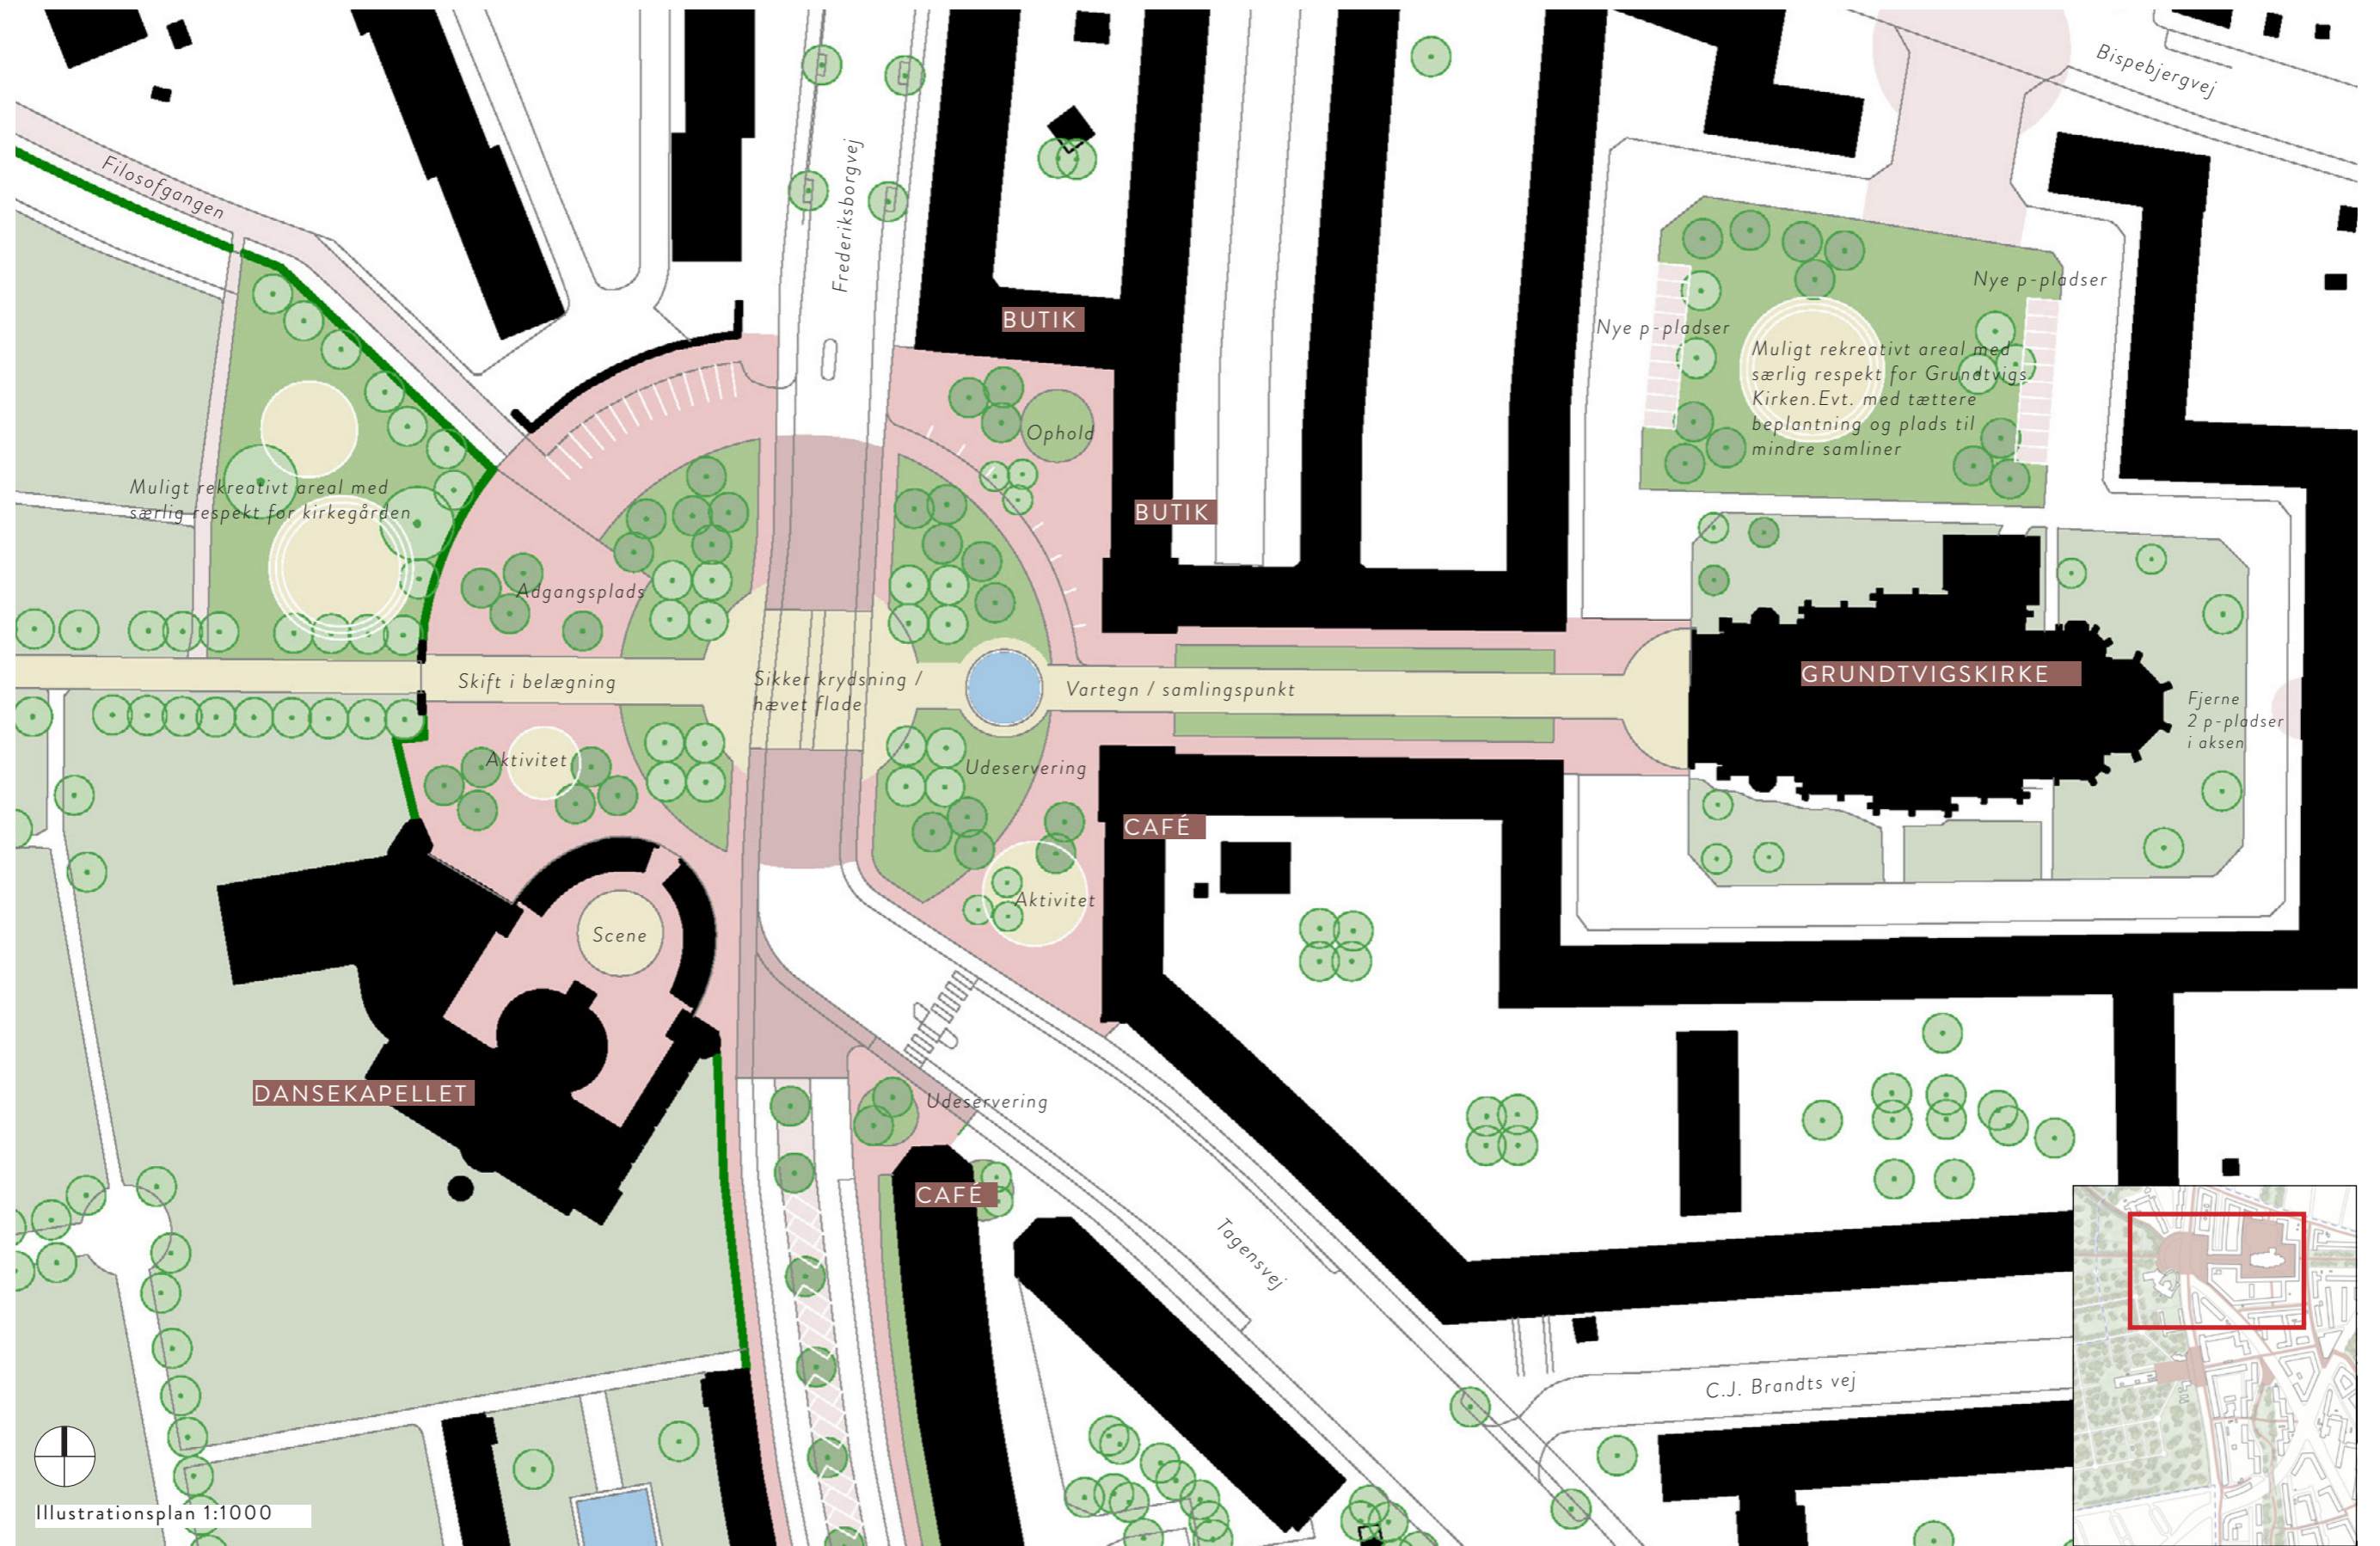 Bispebjergvej
Filosofgangen
Frederiksborgvej
BUTIK
Nye p-pladser
Nye p-pladser
Muligt rekreativt areal med
særlig respekt for Grundtvigs
Kirken.Evt. med tættere
beplantning og plads til
mindre samliner
Ophold
Muligt rekreativt areal med
særlig respekt for kirkegården
BUTIK
Adgangsplads
Skift i belægning
Sikker krydsning /
hævet flade
Vartegn / samlingspunkt
GRUNDTVIGSKIRKE
Fjerne
2 p-pladser
i aksen
Aktivitet
Udeservering
CAFÉ
Aktivitet
Scene
DANSEKAPELLET
Udeservering
CAFÉ
Tagensvej
C.J. Brandts vej
Illustrationsplan 1:1000